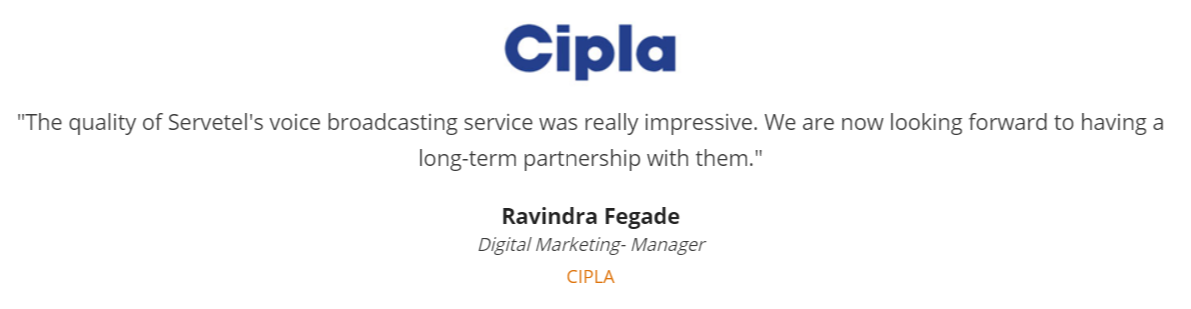 Cipla
"The quality of Servetel's voice broadcasting service was really impressive. We are now looking forward to having a
long-term partnership with them."
Ravindra Fegade
Digital Marketing- Manager
CIPLA